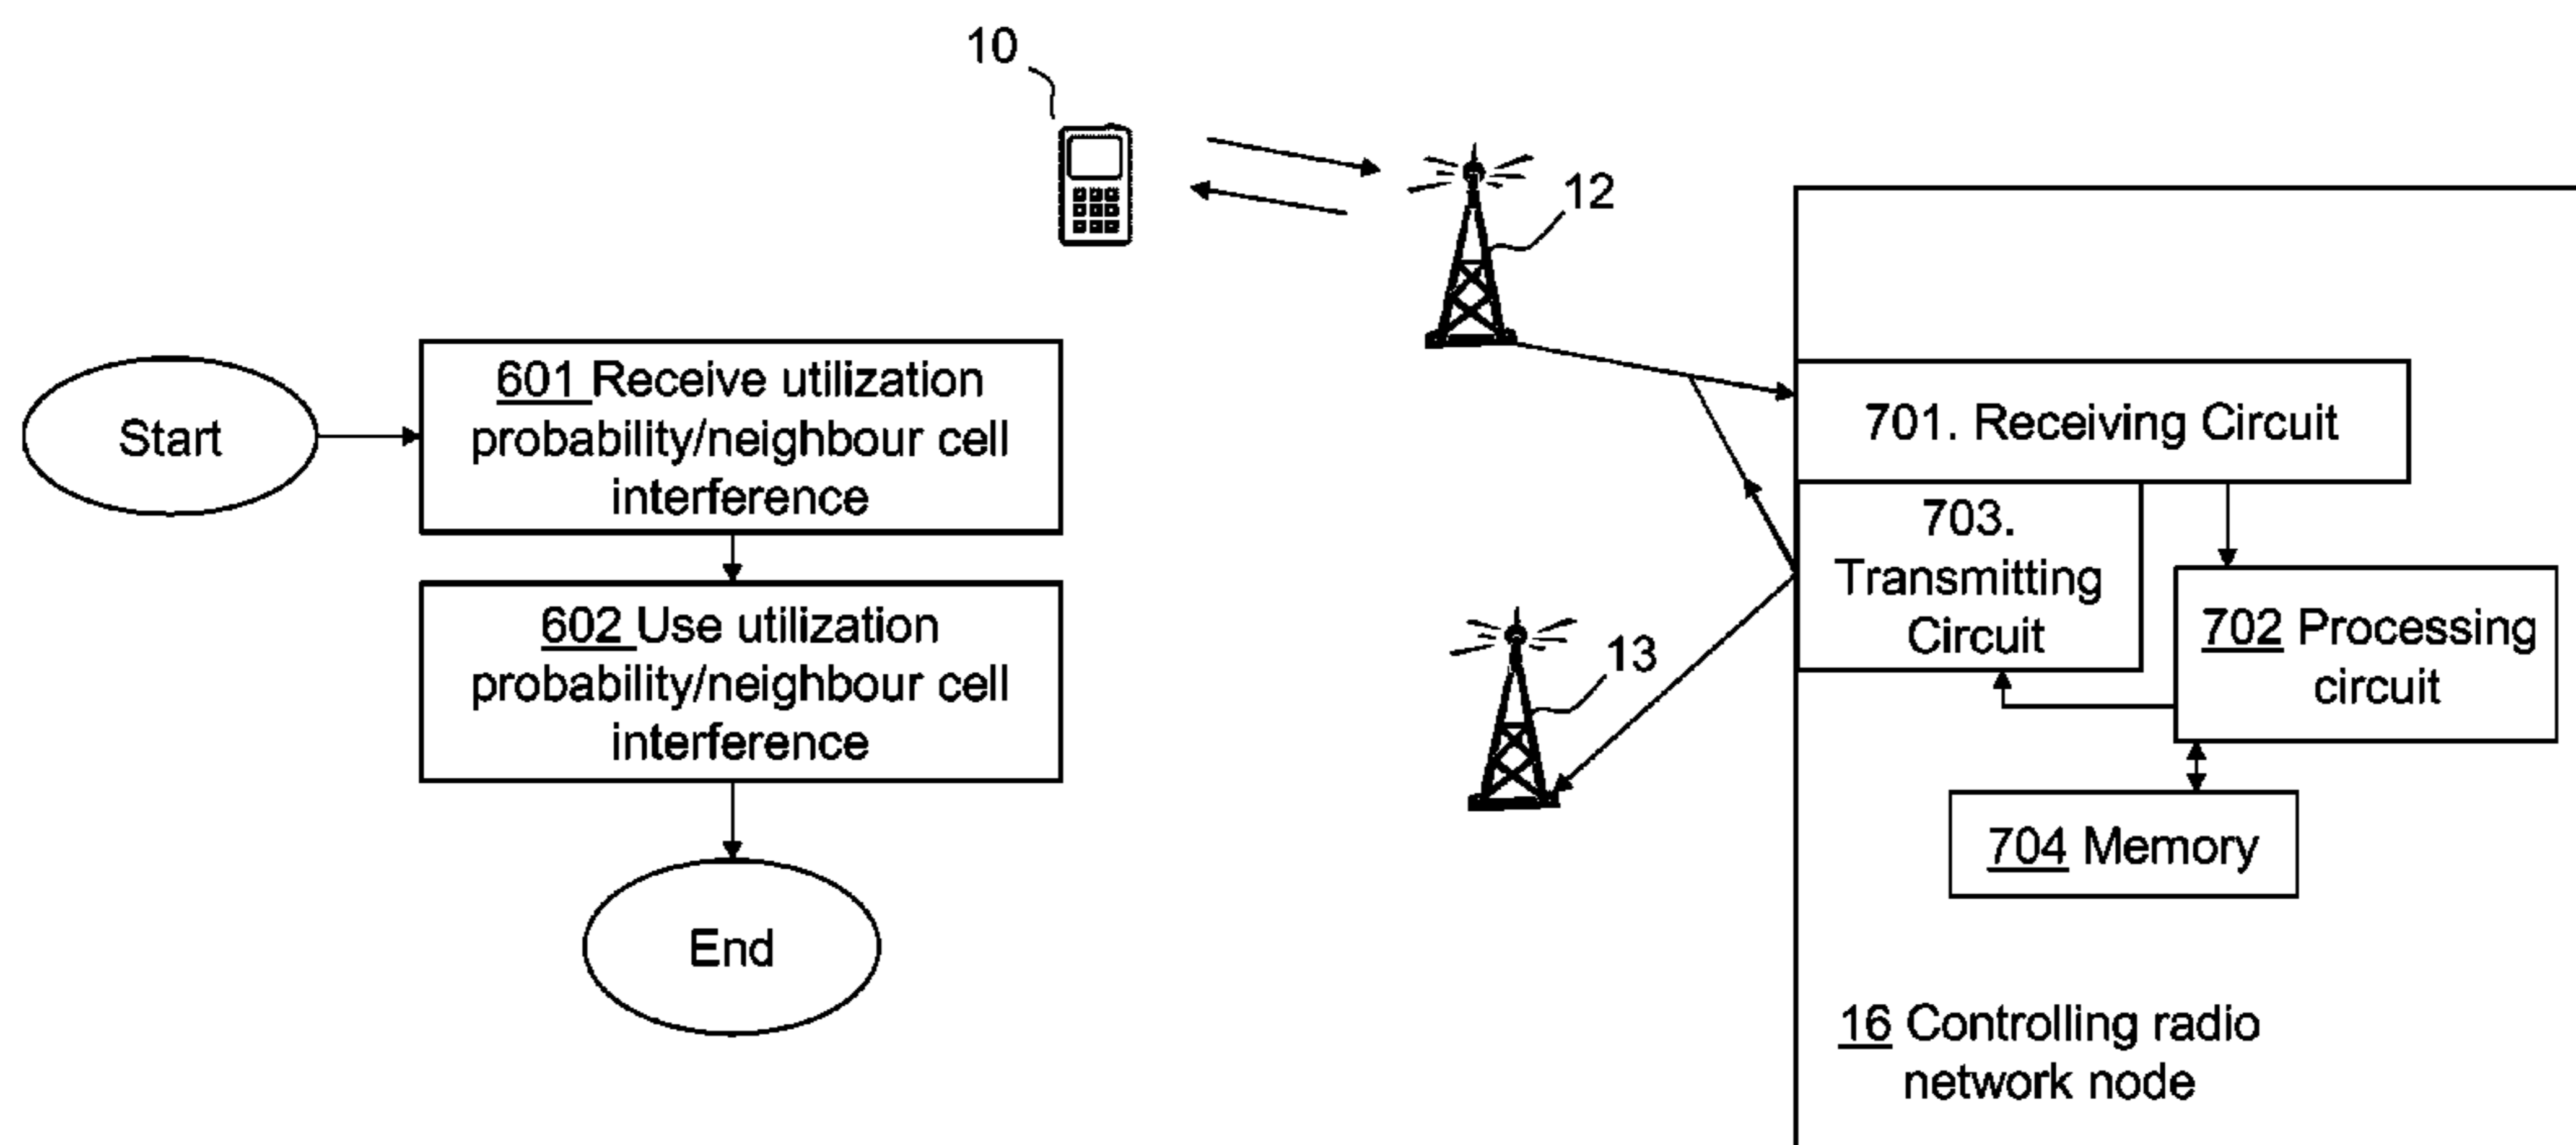 10
12
Start
601 Receive utilization
probability/neighbour cell
interference
602 Use utilization
probability/neighbour cell
interference
End
13
701. Receiving Circuit
703.
Transmitting
Circuit
702 Processing
circuit
704 Memory
16 Controlling radio
network node